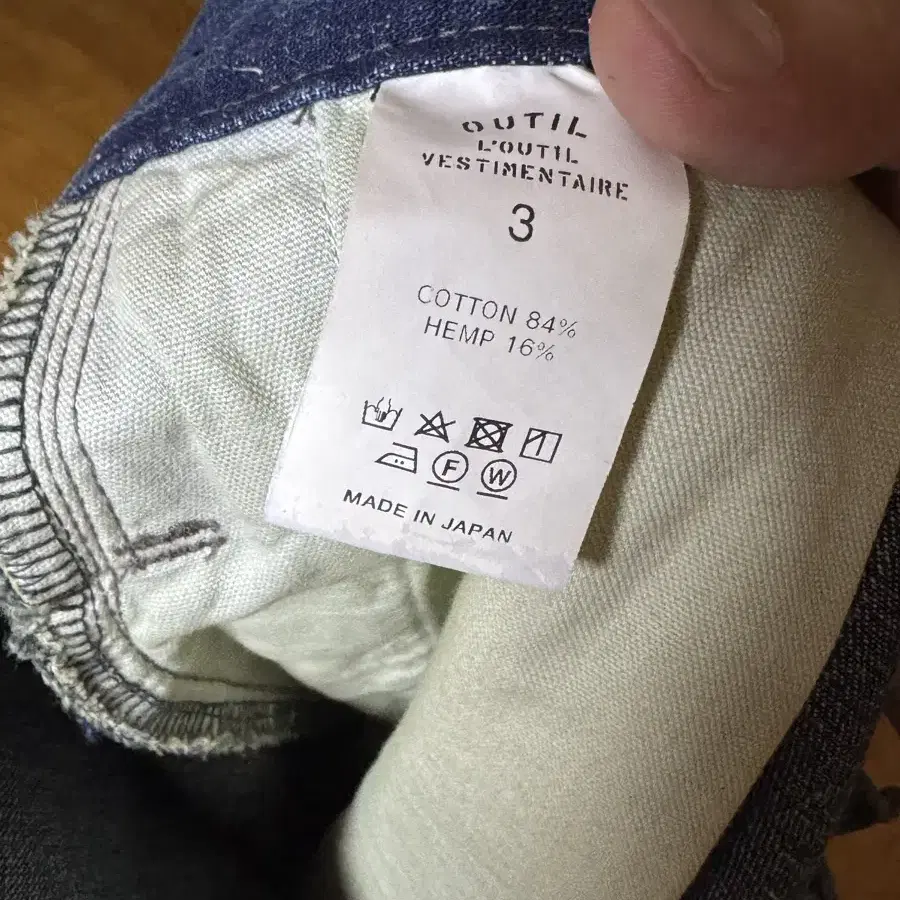 OUTIL
L'OUTIL
VESTIMENTAIRE
3
COTTON 84%
HEMP 16%
F W
MADE IN JAPAN